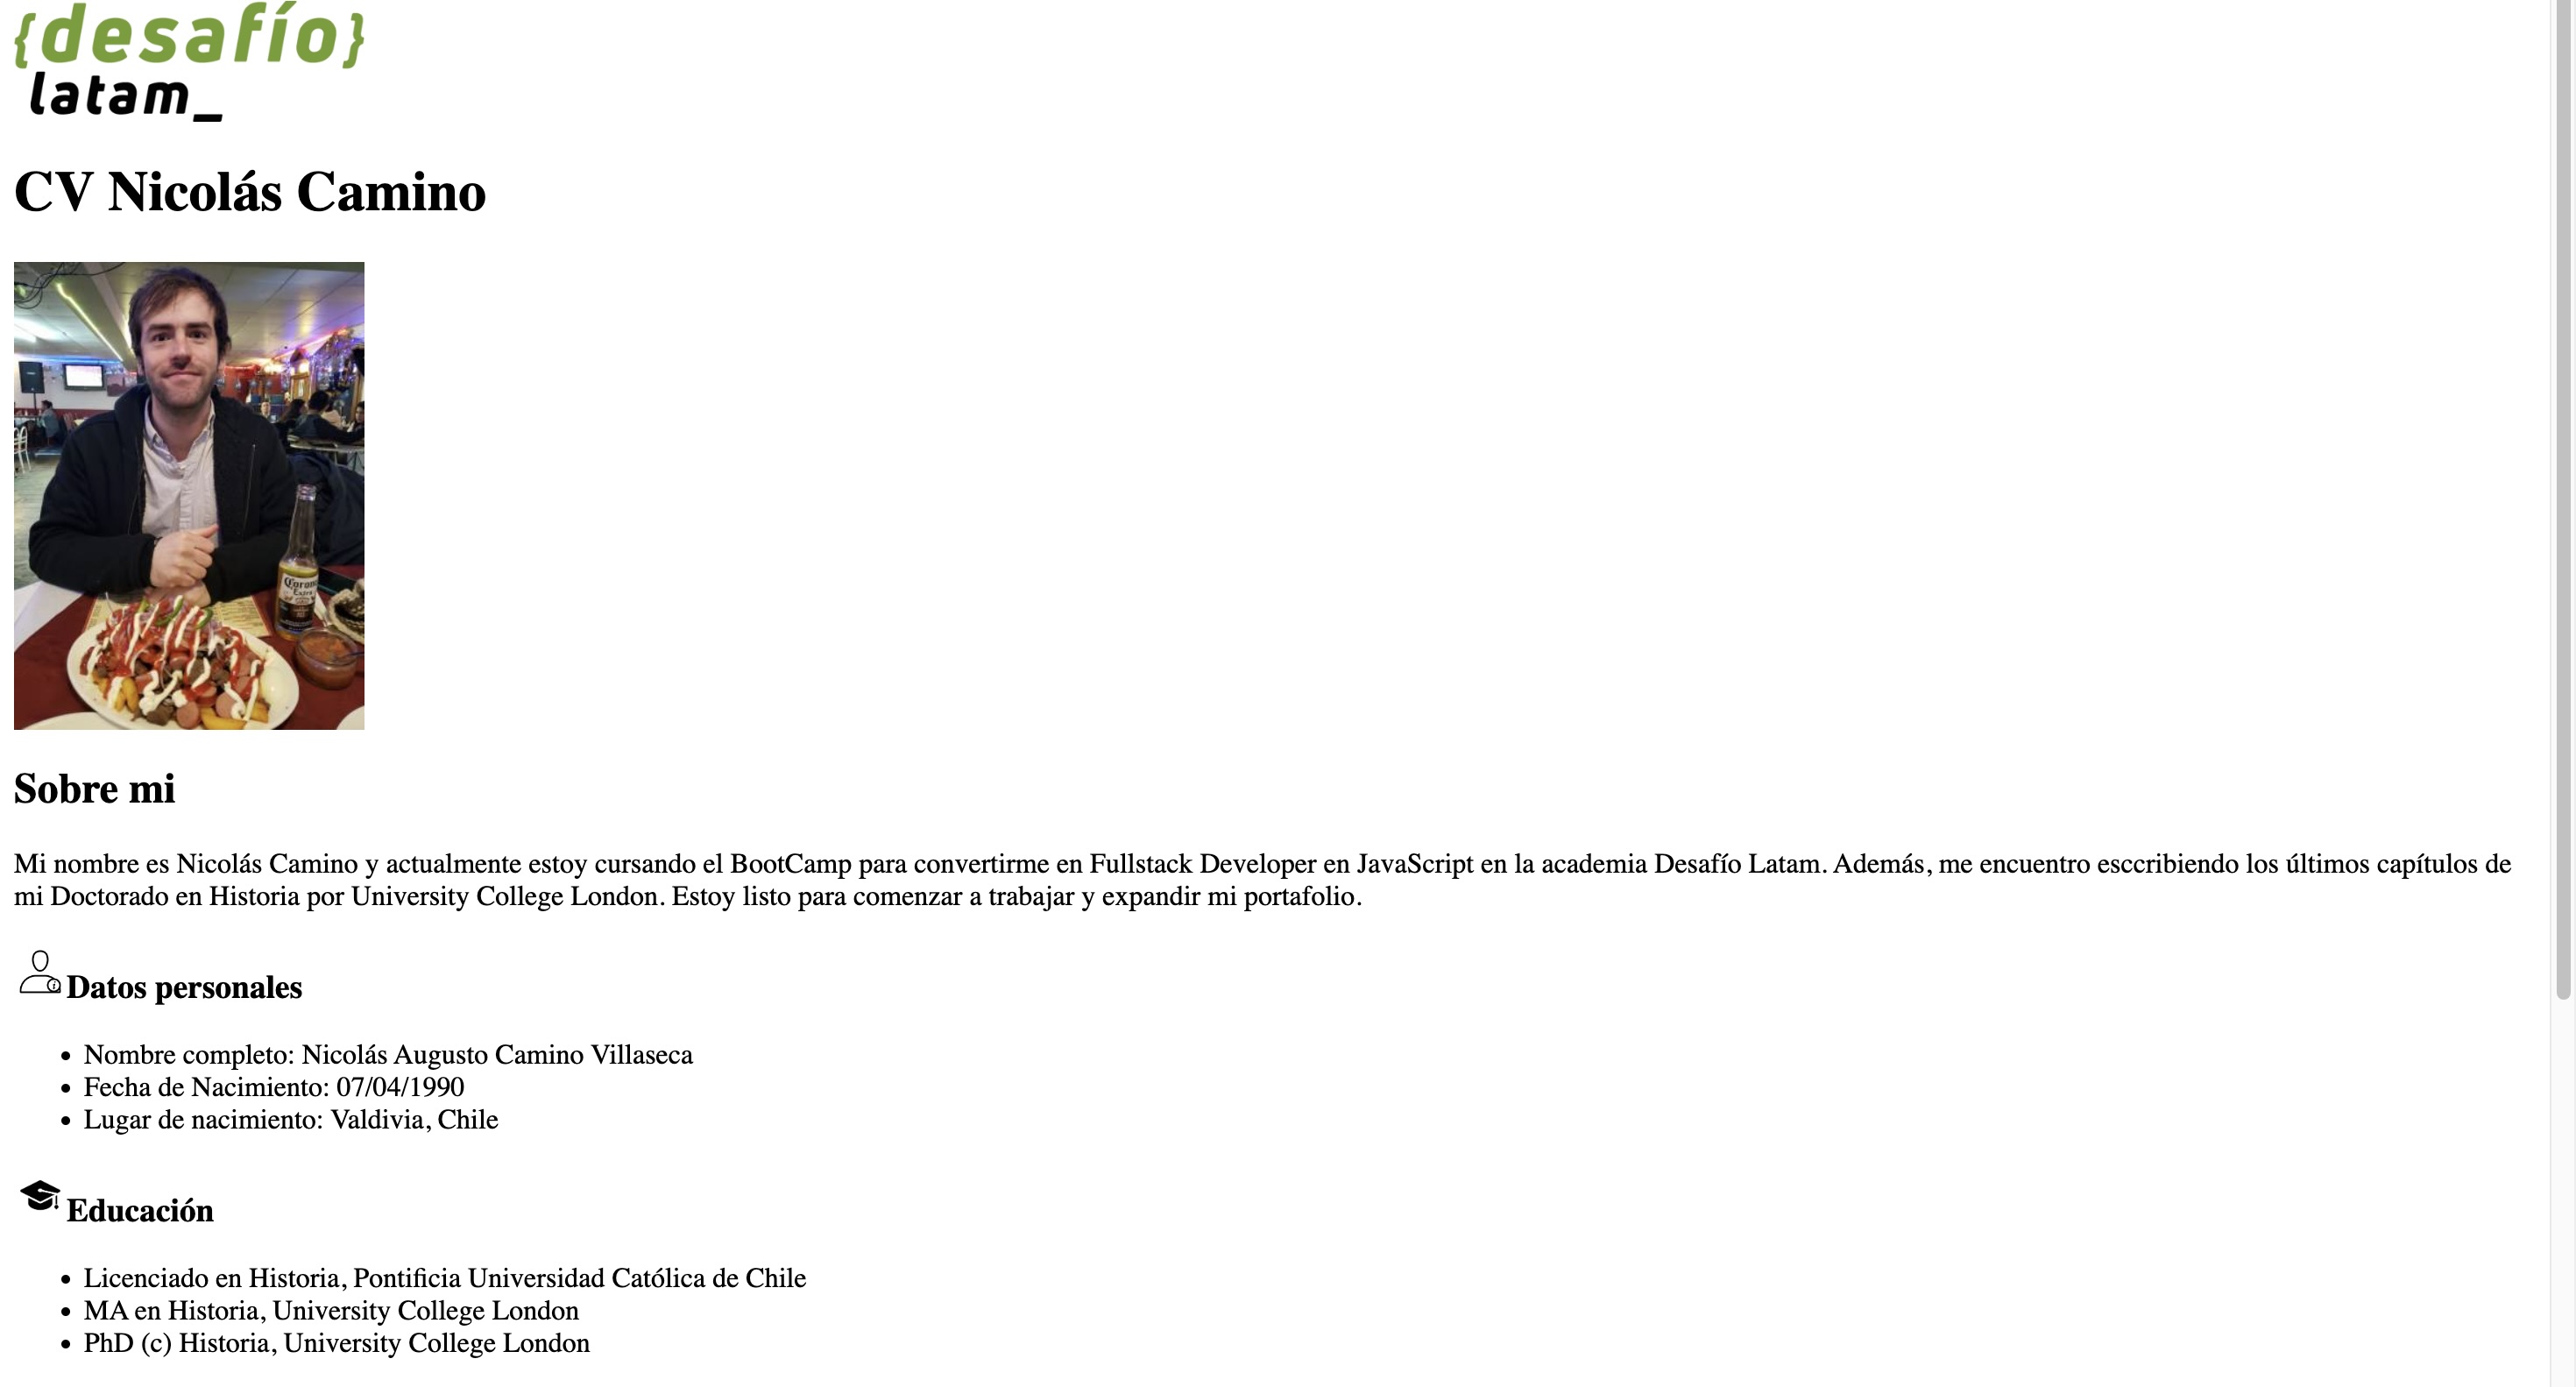 {desafío}
latam_
CV Nicolás Camino
Corona
Extra
Sobre mi
Mi nombre es Nicolás Camino y actualmente estoy cursando el BootCamp para convertirme en Fullstack Developer en JavaScript en la academia Desafío Latam. Además, me encuentro esccribiendo los últimos capítulos de
mi Doctorado en Historia por University College London. Estoy listo para comenzar a trabajar y expandir mi portafolio.
Datos personales
• Nombre completo: Nicolás Augusto Camino Villaseca
• Fecha de Nacimiento: 07/04/1990
• Lugar de nacimiento: Valdivia, Chile
Educación
• Licenciado en Historia, Pontificia Universidad Católica de Chile
• MA en Historia, University College London
• PhD (c) Historia, University College London